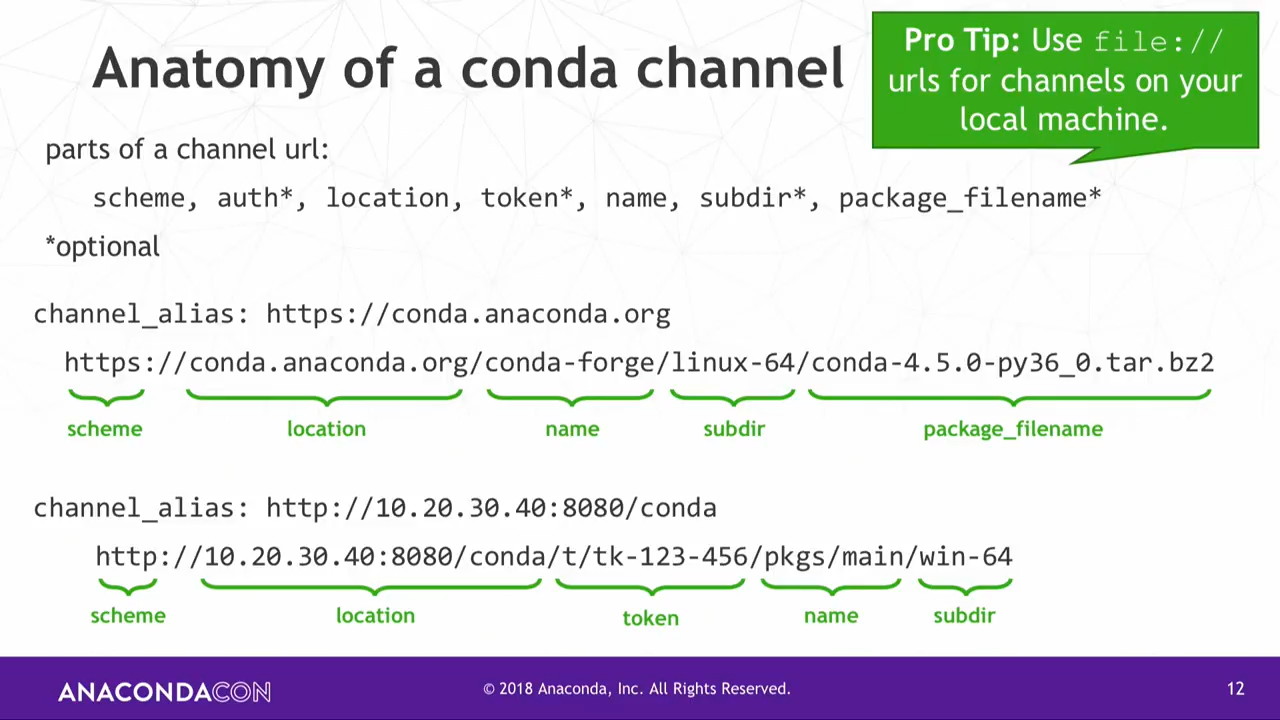 Anatomy of a conda channel
Pro Tip: Use file://
urls for channels on your
local machine.
parts of a channel url:
scheme, auth*, location, token*, name, subdir*, package_filename*
*optional
channel_alias: https://conda.anaconda.org
https://conda.anaconda.org/conda-forge/linux-64/conda-4.5.0-py36_0.tar.bz2
scheme location name subdir package_filename
channel_alias: http://10.20.30.40:8080/conda
http://10.20.30.40:8080/conda/t/tk-123-456/pkgs/main/win-64
scheme location token name subdir
ANACONDACON © 2018 Anaconda, Inc. All Rights Reserved. 12